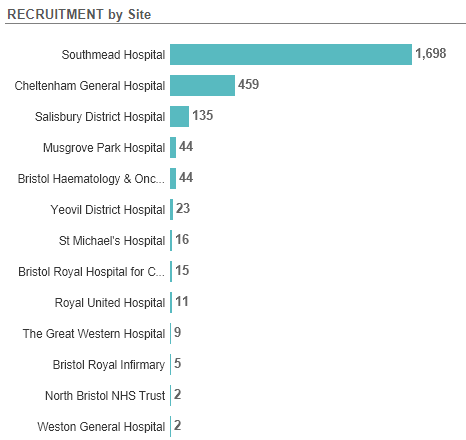 RECRUITMENT by Site
Southmead Hospital 1,698
Cheltenham General Hospital 459
Salisbury District Hospital 135
Musgrove Park Hospital 44
Bristol Haematology & Onc... 44
Yeovil District Hospital 23
St Michael's Hospital 16
Bristol Royal Hospital for C... 15
Royal United Hospital 11
The Great Western Hospital 9
Bristol Royal Infirmary 5
North Bristol NHS Trust 2
Weston General Hospital 2